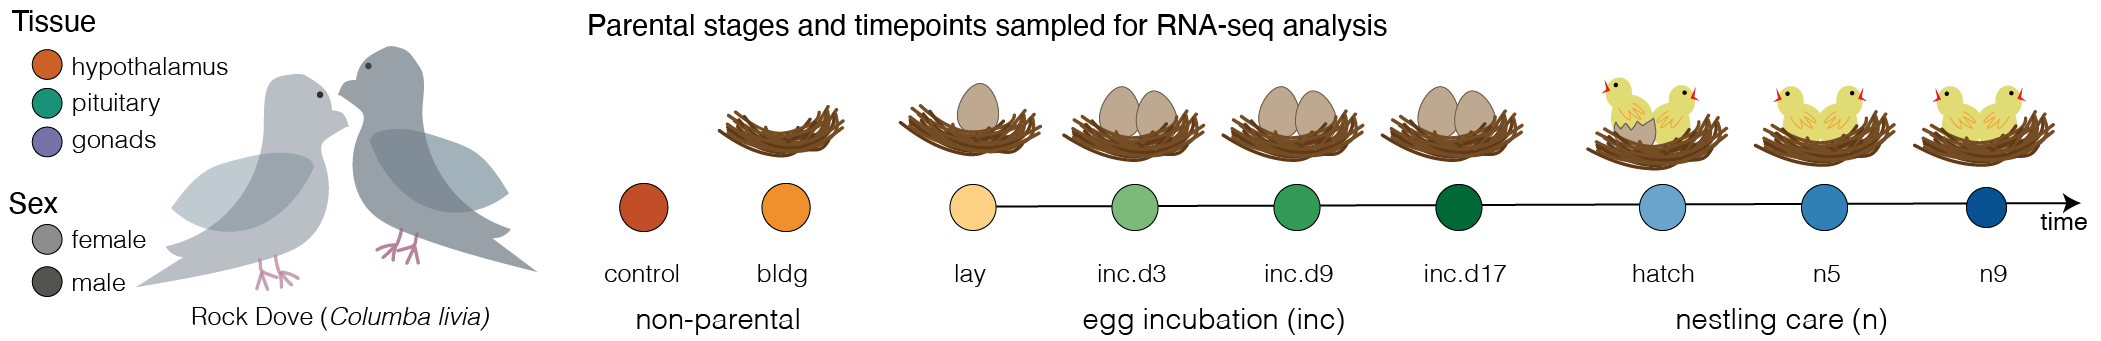 Tissue
hypothalamus
pituitary
gonads
Sex
female
male
Rock Dove (Columba livia)
Parental stages and timepoints sampled for RNA-seq analysis
time
control
bldg
lay
inc.d3
inc.d9
inc.d17
hatch
n5
n9
non-parental
egg incubation (inc)
nestling care (n)